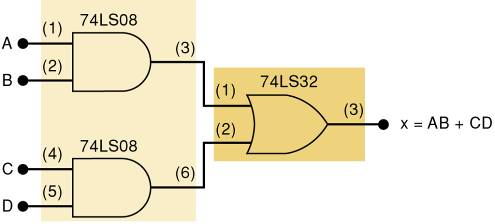 74LS08
A (1)
(3)
B (2)
74LS32
(1)
(3)
x = AB + CD
(2)
74LS08
C (4)
(6)
D (5)